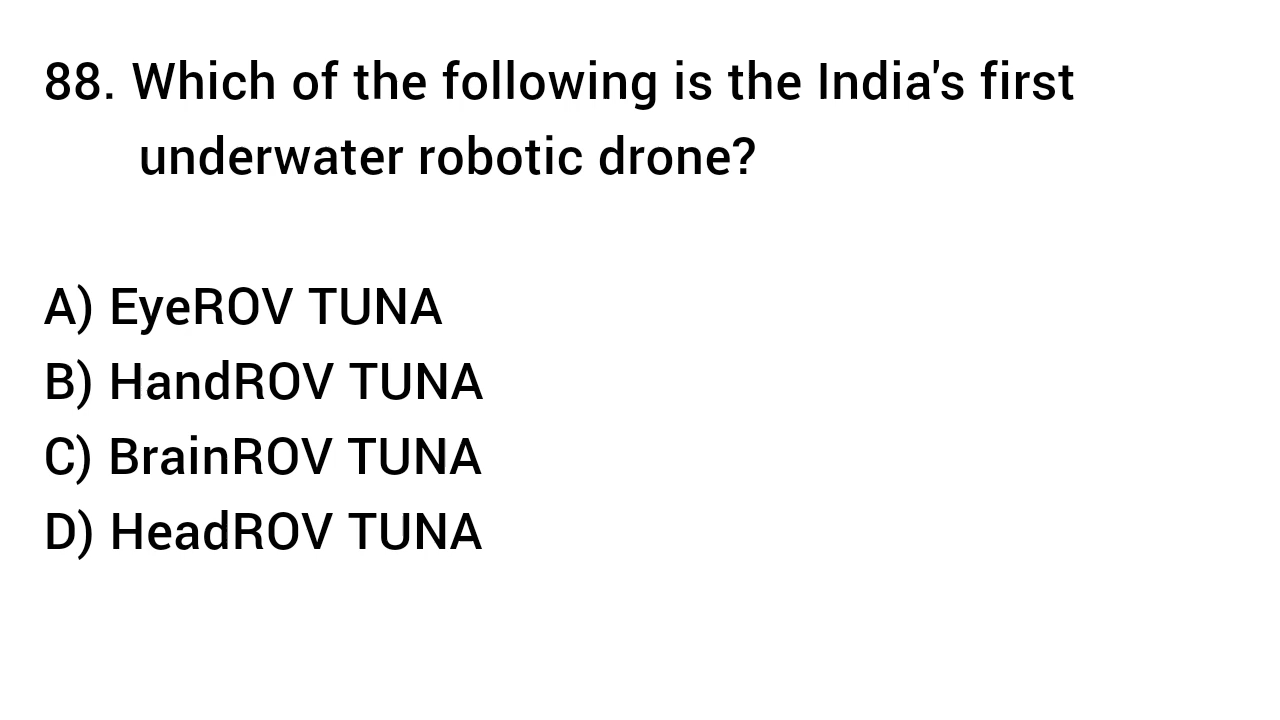 88. Which of the following is the India's first
underwater robotic drone?
A) EyeROV TUNA
B) HandROV TUNA
C) BrainROV TUNA
D) HeadROV TUNA